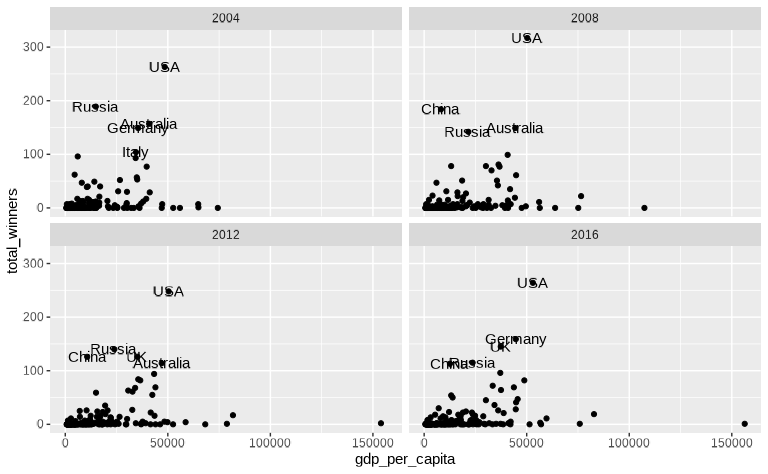 2004
2008
300
200
100
0
USA
Russia
Australia
Germany
Italy
USA
China
Russia
Australia
2012
2016
300
200
100
0
USA
Russia
China
UK
Australia
USA
Germany
UK
China
Russia
0
50000
100000
150000
0
50000
100000
150000
gdp_per_capita
total_winners